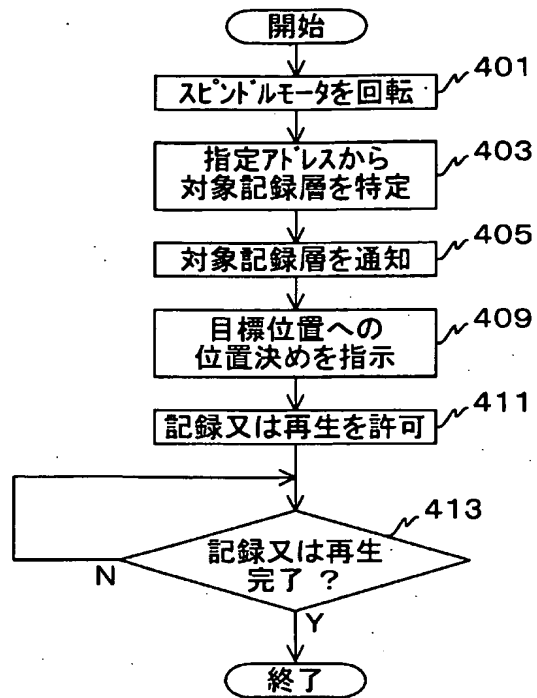 開始
スピンドルモータを回転
401
指定アドレスから
対象記録層を特定
403
対象記録層を通知
405
目標位置への
位置決めを指示
409
記録又は再生を許可
411
413
記録又は再生
完了 ?
N
Y
終了